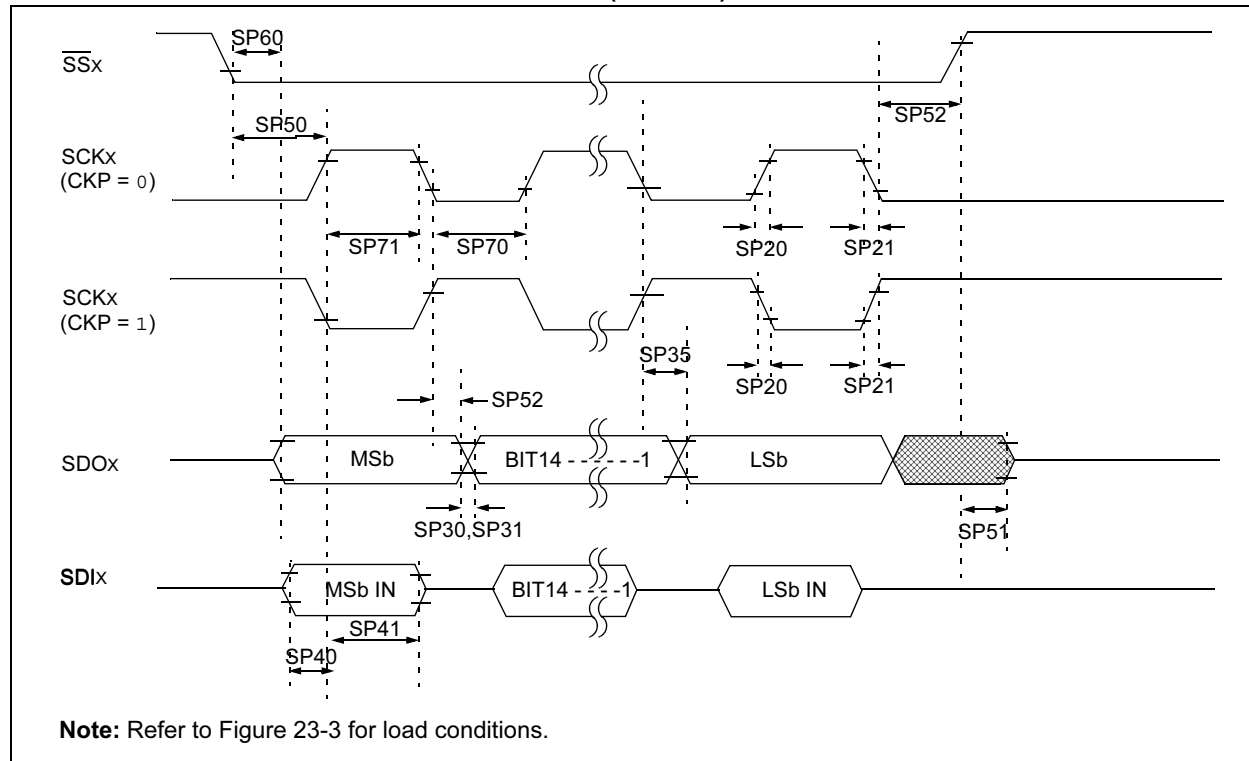 SP60
SSx
SP52
SP50
SCKx
(CKP = 0)
SP71
SP70
SP20
SP21
SCKx
(CKP = 1)
SP35
SP20
SP21
SP52
SDOx
MSb
BIT14 - - - - - -1
LSb
SP30,SP31
SP51
SDIx
MSb IN
BIT14 - - - -1
LSb IN
SP41
SP40
Note: Refer to Figure 23-3 for load conditions.